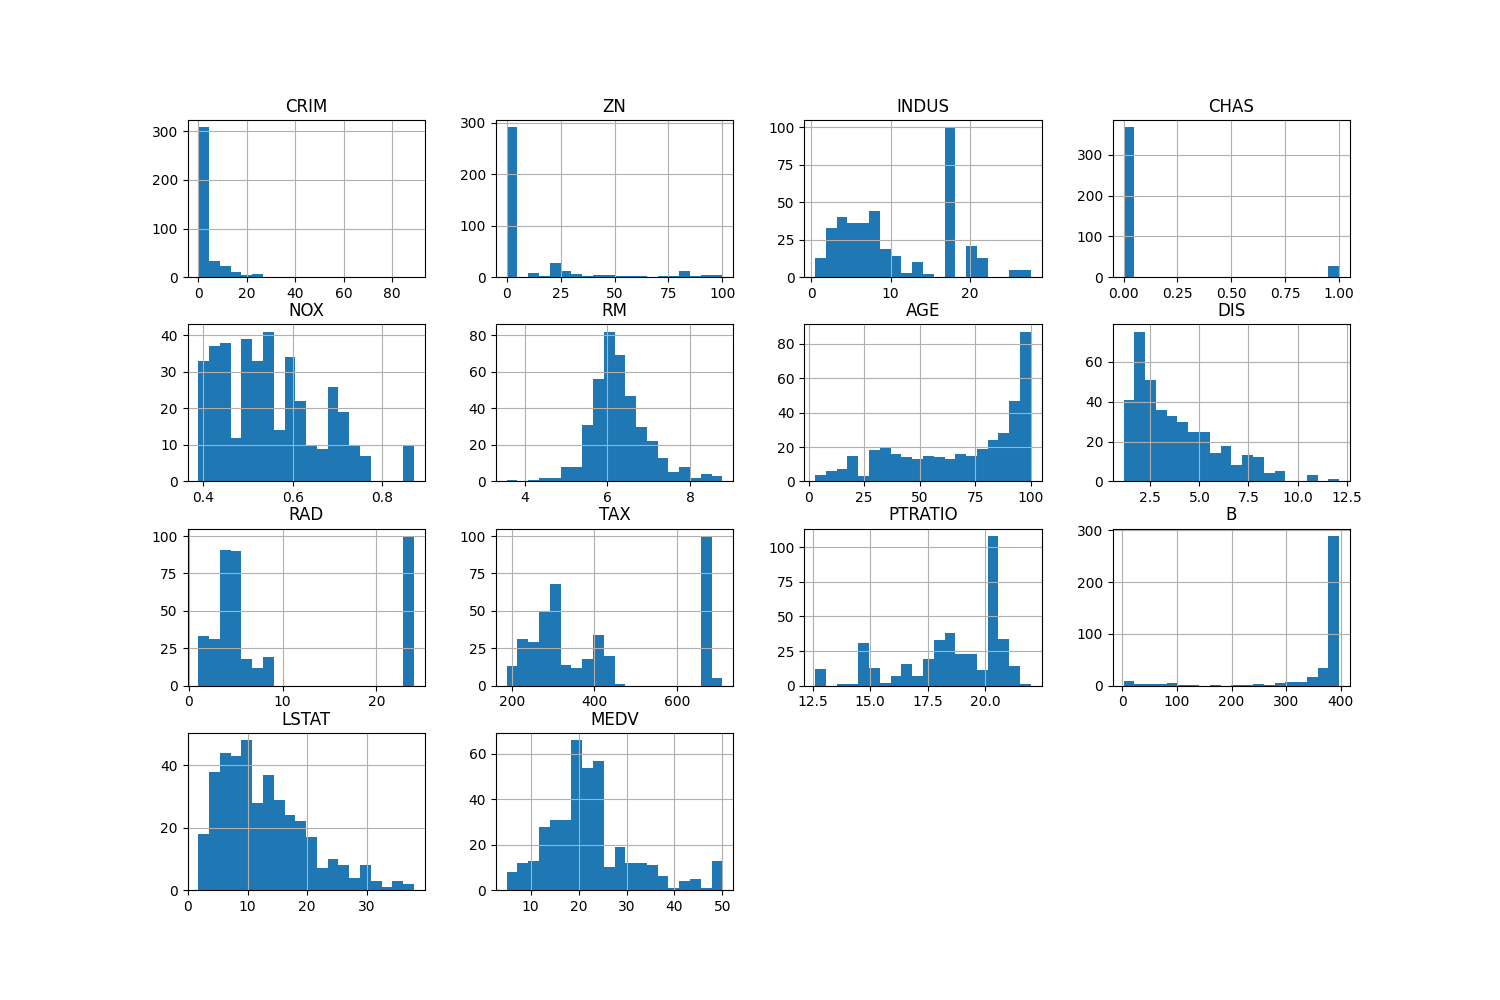 CRIM ZN INDUS CHAS
300 300 100 300
200 200 75 200
100 100 50 100
0 0 25 0
0
0 20 40 60 80 0 25 50 75 100 0 10 20 0.00 0.25 0.50 0.75 1.00
NOX RM AGE DIS
40 80 80 60
30 60 60 40
20 40 40 20
10 20 20 0
0 0 0
0.4 0.6 0.8 4 6 8 0 25 50 75 100 2.5 5.0 7.5 10.0 12.5
RAD TAX PTRATIO B
100 100 100 300
75 75 75 200
50 50 50 100
25 25 25 0
0 0 0
0 10 20 200 400 600 12.5 15.0 17.5 20.0 0 100 200 300 400
LSTAT MEDV
40 60
20 40
0 20
0
0 10 20 30 10 20 30 40 50